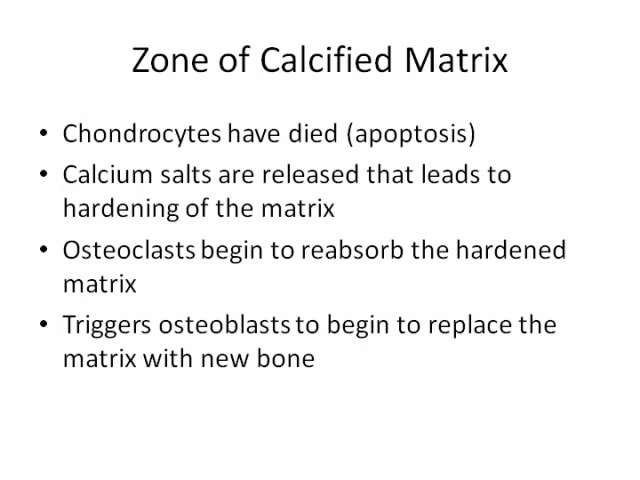 Zone of Calcified Matrix
• Chondrocytes have died (apoptosis)
• Calcium salts are released that leads to
hardening of the matrix
• Osteoclasts begin to reabsorb the hardened
matrix
• Triggers osteoblasts to begin to replace the
matrix with new bone